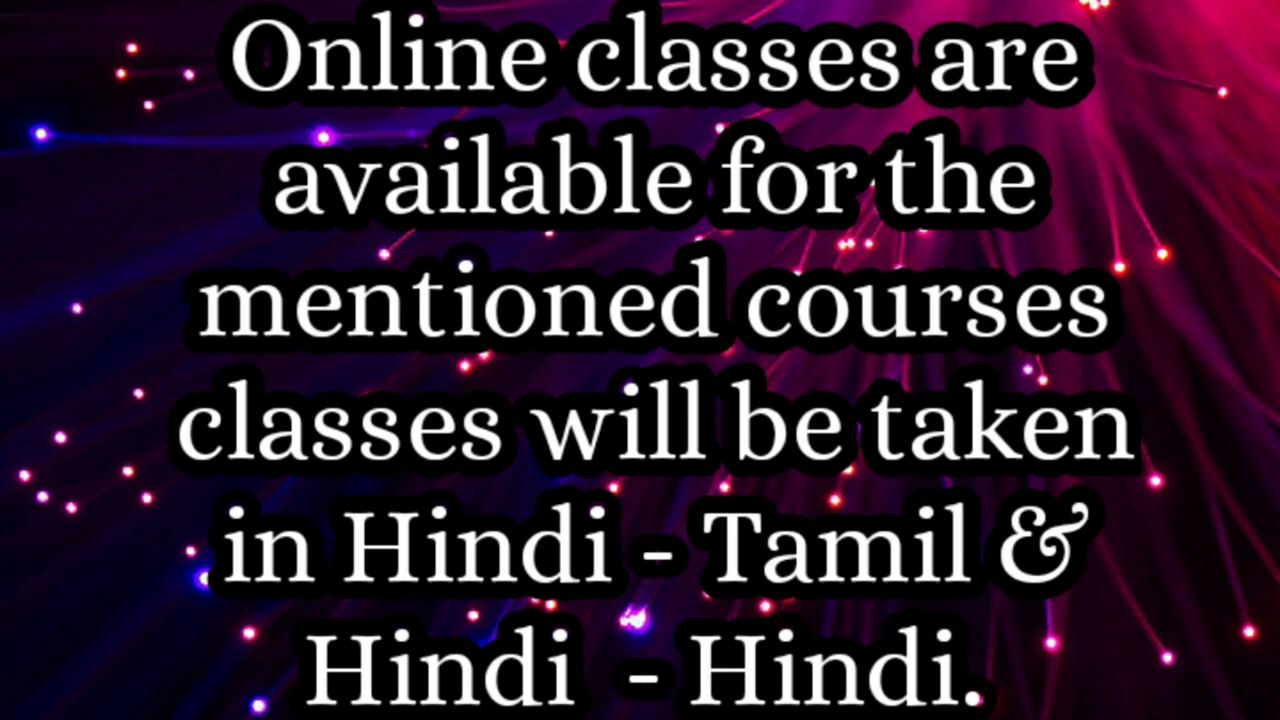 Online classes are
available for the
mentioned courses
classes will be taken
in Hindi - Tamil &
Hindi - Hindi.